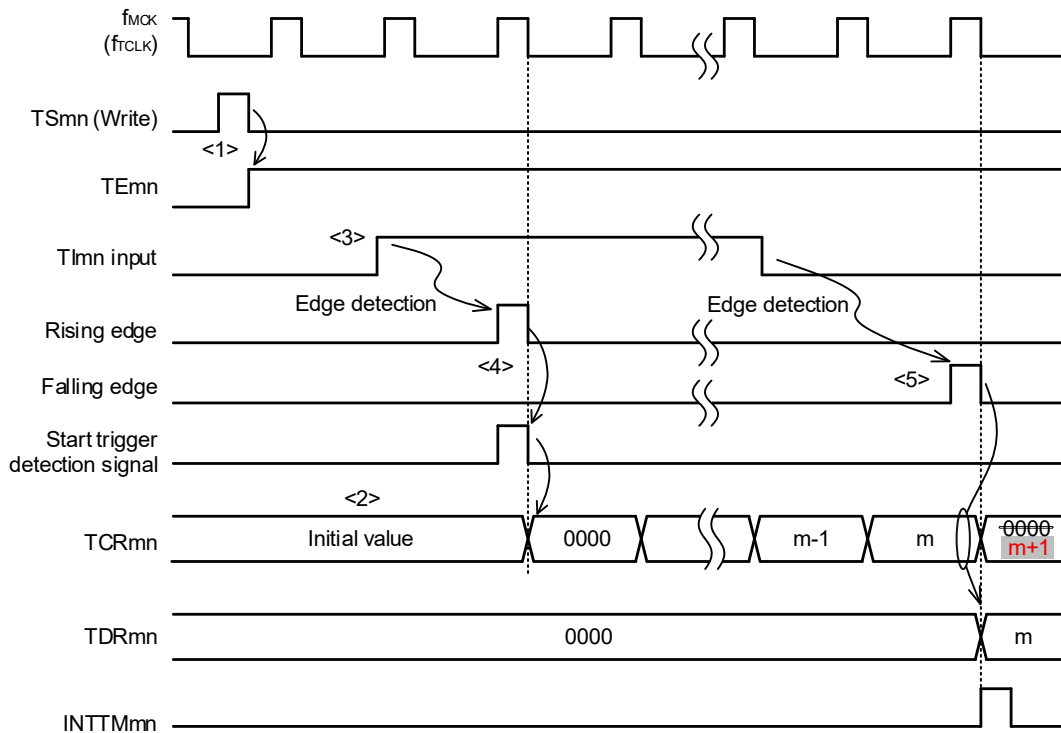 fMCK
(fTCLK)
TSmn (Write)
<1>
TEmn
<3>
TImn input
Edge detection
Edge detection
Rising edge
<4>
<5>
Falling edge
Start trigger
detection signal
<2>
TCRmn
Initial value
0000
m-1
m
0000
m+1
TDRmn
0000
m
INTTMmn